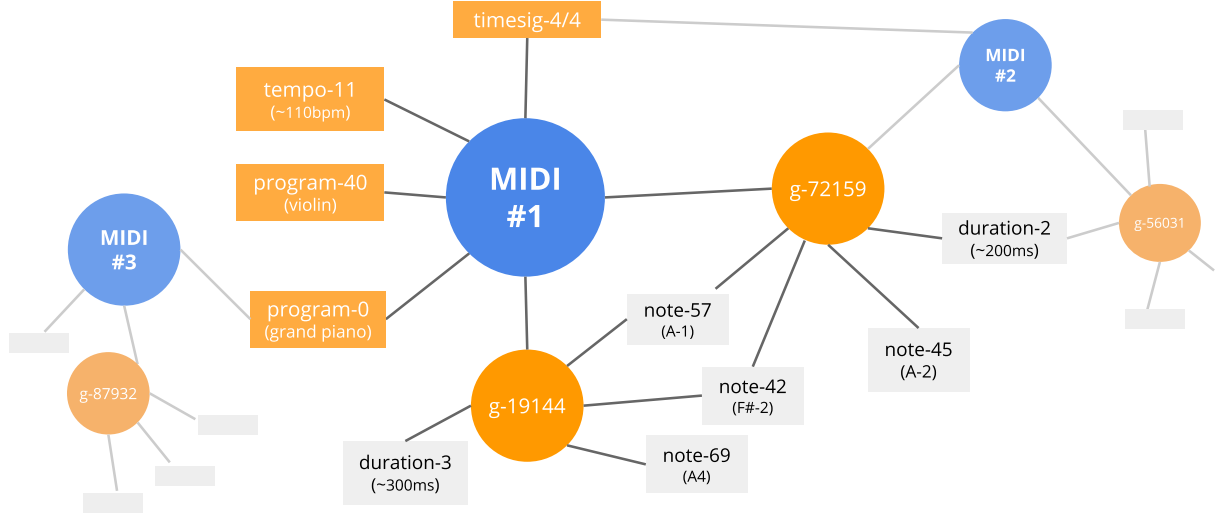 timesig-4/4
MIDI
#2
tempo-11
(~110bpm)
program-40
(violin)
MIDI
#1
g-72159
g-56031
MIDI
#3
duration-2
(~200ms)
program-0
(grand piano)
note-57
(A-1)
note-45
(A-2)
g-87932
g-19144
note-42
(F#-2)
duration-3
(~300ms)
note-69
(A4)